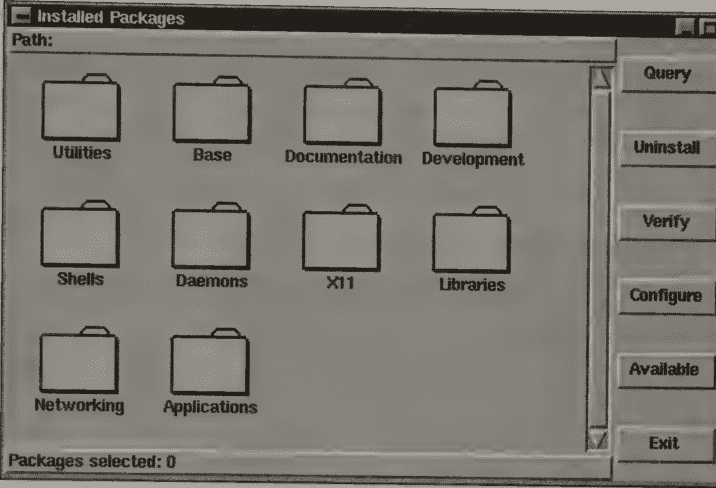 Installed Packages
Path:
Utilities Base Documentation Development
Shells Daemons X11 Libraries
Networking Applications
Packages selected: 0
Query
Uninstall
Verify
Configure
Available
Exit